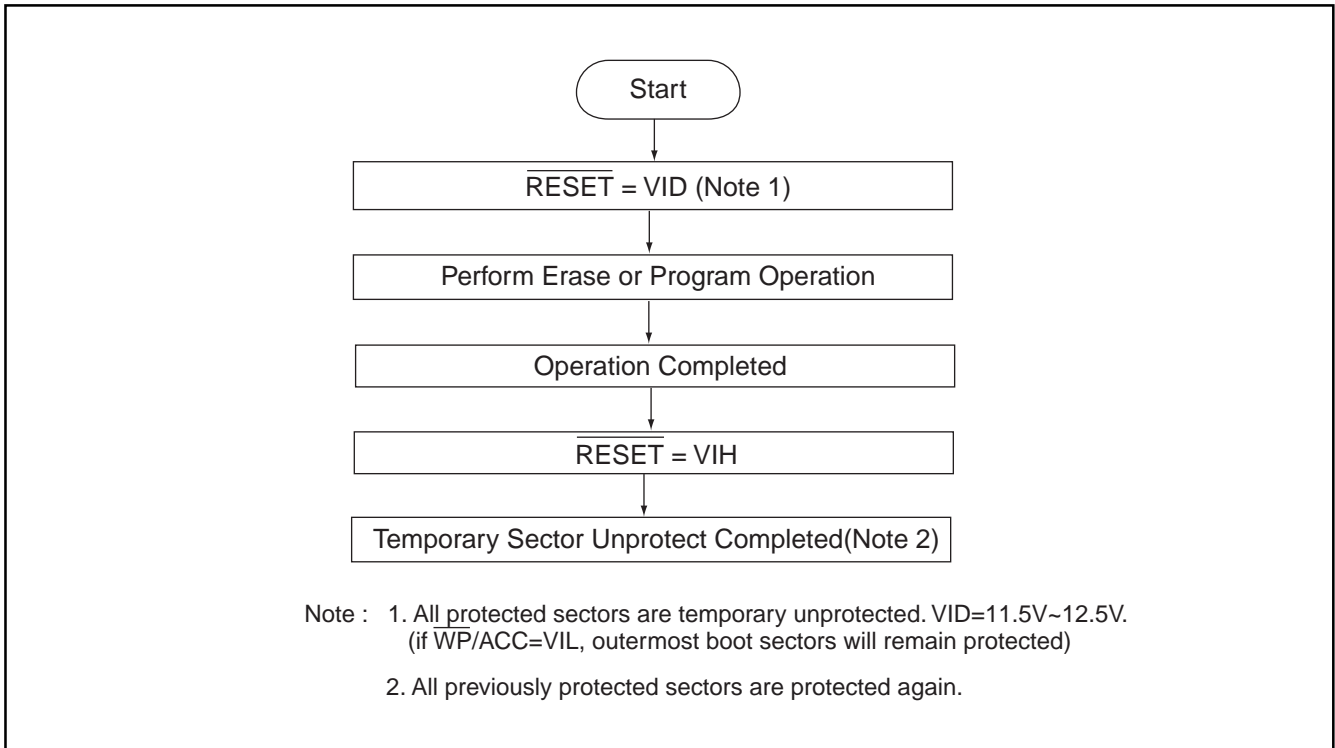 Start
RESET = VID (Note 1)
Perform Erase or Program Operation
Operation Completed
RESET = VIH
Temporary Sector Unprotect Completed(Note 2)
Note : 1. All protected sectors are temporary unprotected. VID=11.5V~12.5V.
(if WP/ACC=VIL, outermost boot sectors will remain protected)
2. All previously protected sectors are protected again.